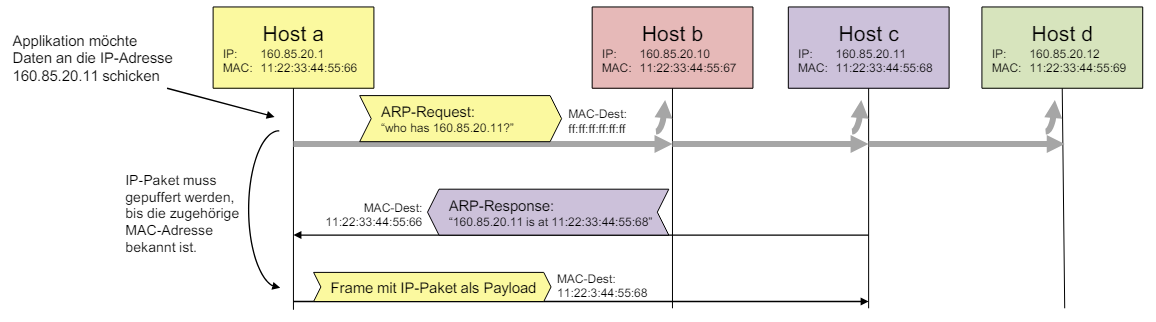 Applikation möchte
Daten an die IP-Adresse
160.85.20.11 schicken
Host a
IP: 160.85.20.1
MAC: 11:22:33:44:55:66
Host b
IP: 160.85.20.10
MAC: 11:22:33:44:55:67
Host c
IP: 160.85.20.11
MAC: 11:22:33:44:55:68
Host d
IP: 160.85.20.12
MAC: 11:22:33:44:55:69
ARP-Request:
“who has 160.85.20.11?”
MAC-Dest:
ff:ff:ff:ff:ff:ff
IP-Paket muss
gepuffert werden,
bis die zugehörige
MAC-Adresse
bekannt ist.
MAC-Dest:
11:22:33:44:55:66
ARP-Response:
“160.85.20.11 is at 11:22:33:44:55:68”
Frame mit IP-Paket als Payload
MAC-Dest:
11:22:3:44:55:68